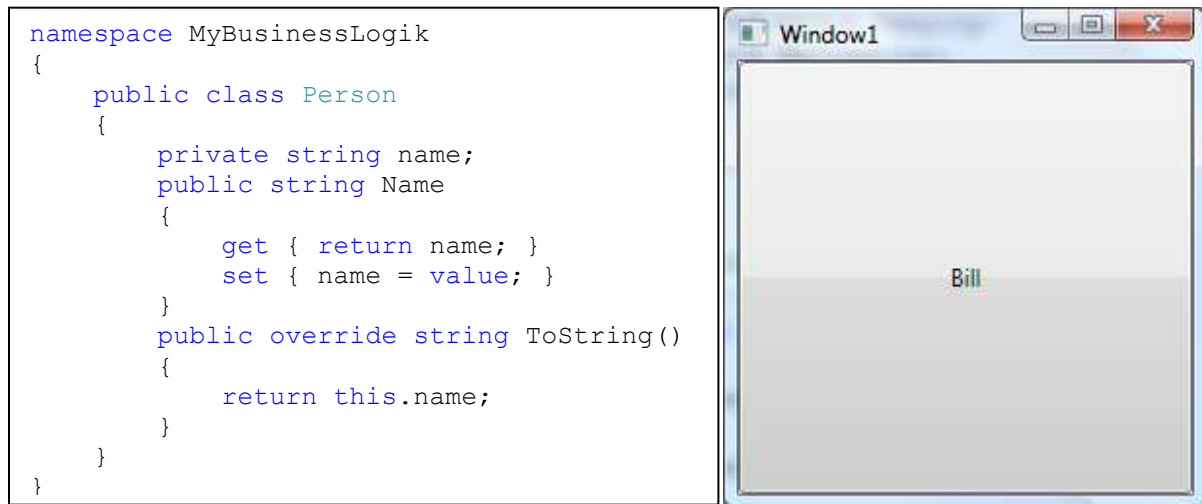 namespace MyBusinessLogik
{
    public class Person
    {
        private string name;
        public string Name
        {
            get { return name; }
            set { name = value; }
        }
        public override string ToString()
        {
            return this.name;
        }
    }
}
Window1
Bill